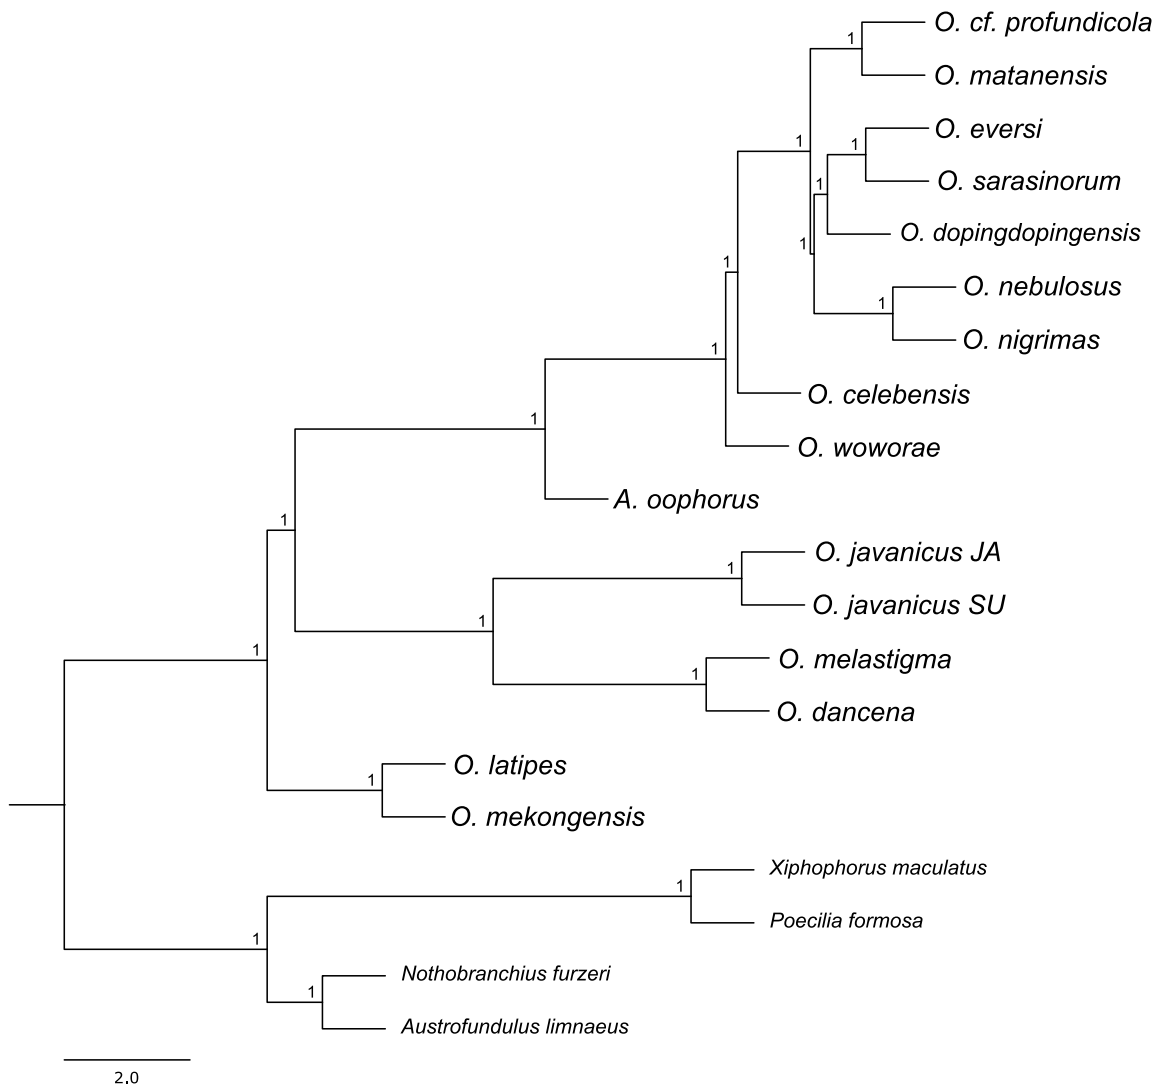 O. cf. profundicola
1
O. matanensis
O. eversi
1
1
O. sarasinorum
1
O. dopingdopingensis
1
1
O. nebulosus
1
O. nigrimas
1
O. celebensis
1
O. woworae
A. oophorus
1
O. javanicus JA
1
O. javanicus SU
1
1
O. melastigma
1
O. dancena
O. latipes
1
O. mekongensis
Xiphophorus maculatus
1
Poecilia formosa
1
Nothobranchius furzeri
1
Austrofundulus limnaeus
2.0